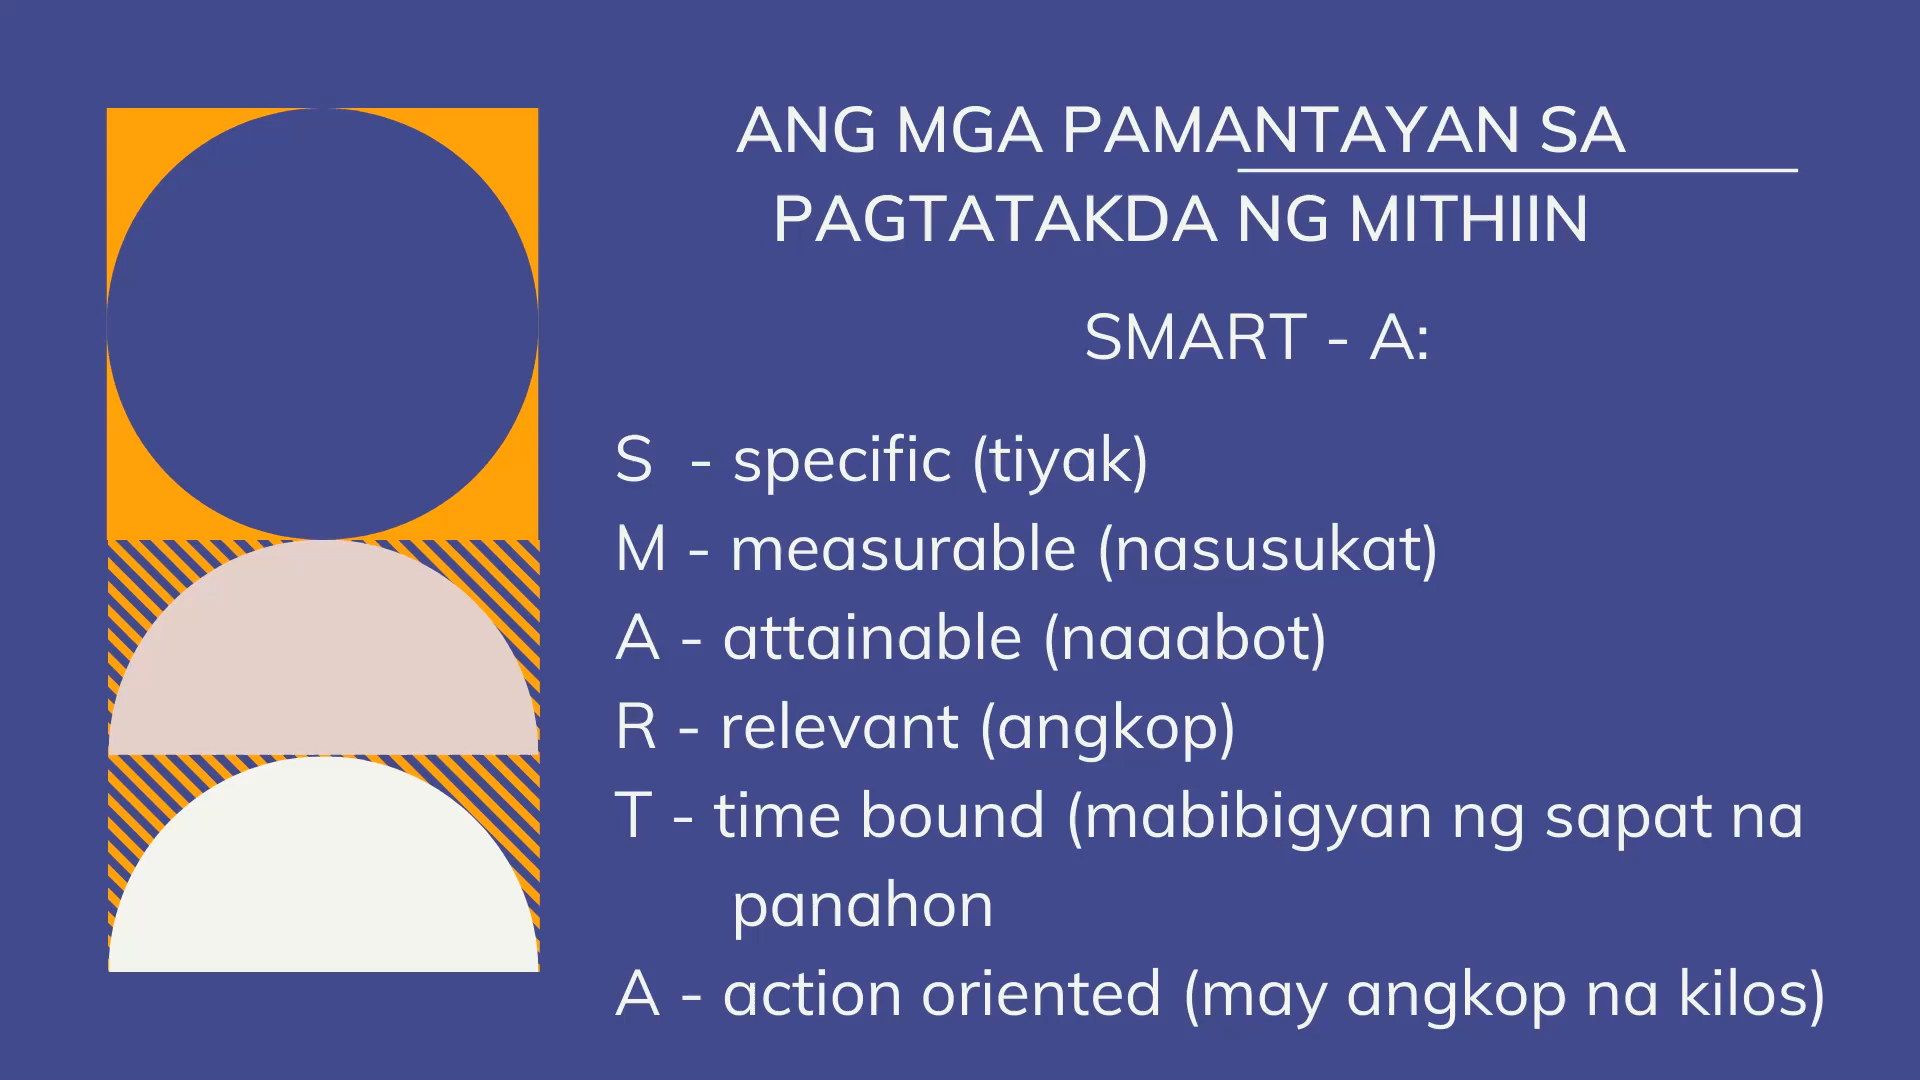 ANG MGA PAMANTAYAN SA
PAGTATAKDA NG MITHIIN
SMART - A:
S - specific (tiyak)
M - measurable (nasusukat)
A - attainable (naaabot)
R - relevant (angkop)
T - time bound (mabibigyan ng sapat na
panahon
A - action oriented (may angkop na kilos)